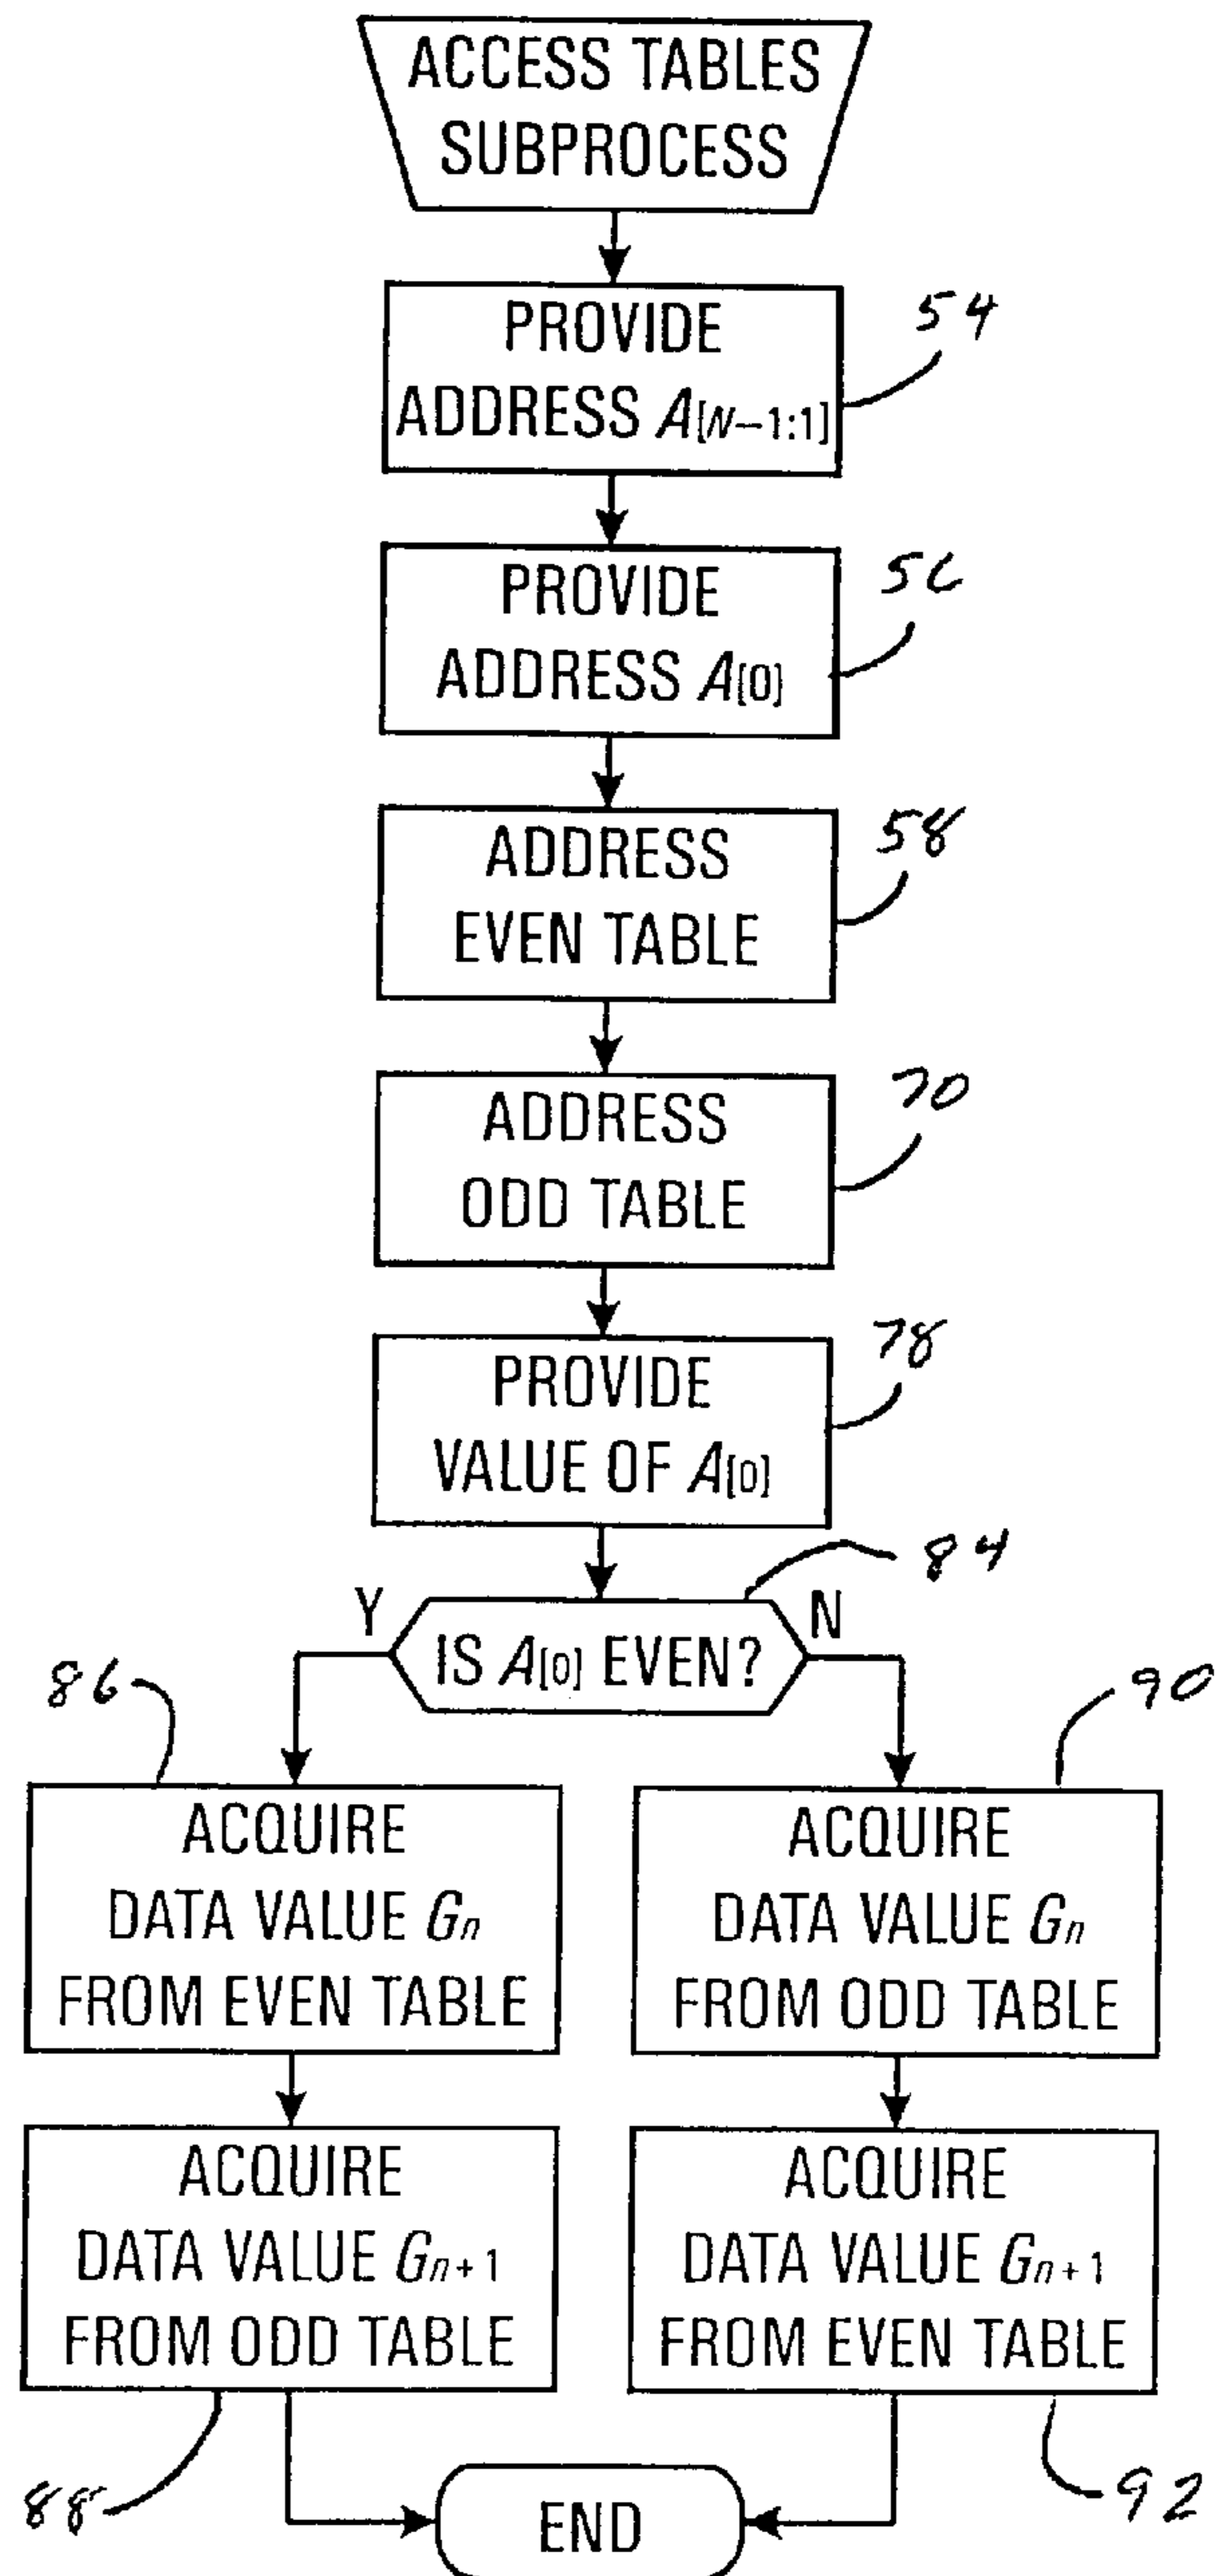 ACCESS TABLES
SUBPROCESS
PROVIDE
ADDRESS A[N–1:1]
54
PROVIDE
ADDRESS A[0]
56
ADDRESS
EVEN TABLE
58
ADDRESS
ODD TABLE
70
PROVIDE
VALUE OF A[0]
78
84
Y
IS A[0] EVEN?
N
86
90
ACQUIRE
DATA VALUE Gn
FROM EVEN TABLE
ACQUIRE
DATA VALUE Gn
FROM ODD TABLE
ACQUIRE
DATA VALUE Gn+1
FROM ODD TABLE
ACQUIRE
DATA VALUE Gn+1
FROM EVEN TABLE
88
92
END